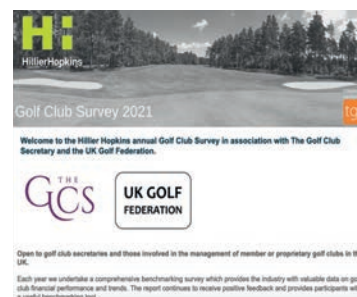 H:
HillierHopkins
Golf Club Survey 2021
tg
Welcome to the Hillier Hopkins annual Golf Club Survey in association with The Golf Club
Secretary and the UK Golf Federation.
THE
GCS
UK GOLF
FEDERATION
Open to golf club secretaries and those involved in the management of member or proprietary golf clubs in th
UK.
Each year we undertake a comprehensive benchmarking survey which provides the industry with valuable data on go
club financial performance and trends. The report continues to receive positive feedback and provides participants wi
a useful benchmarking tool